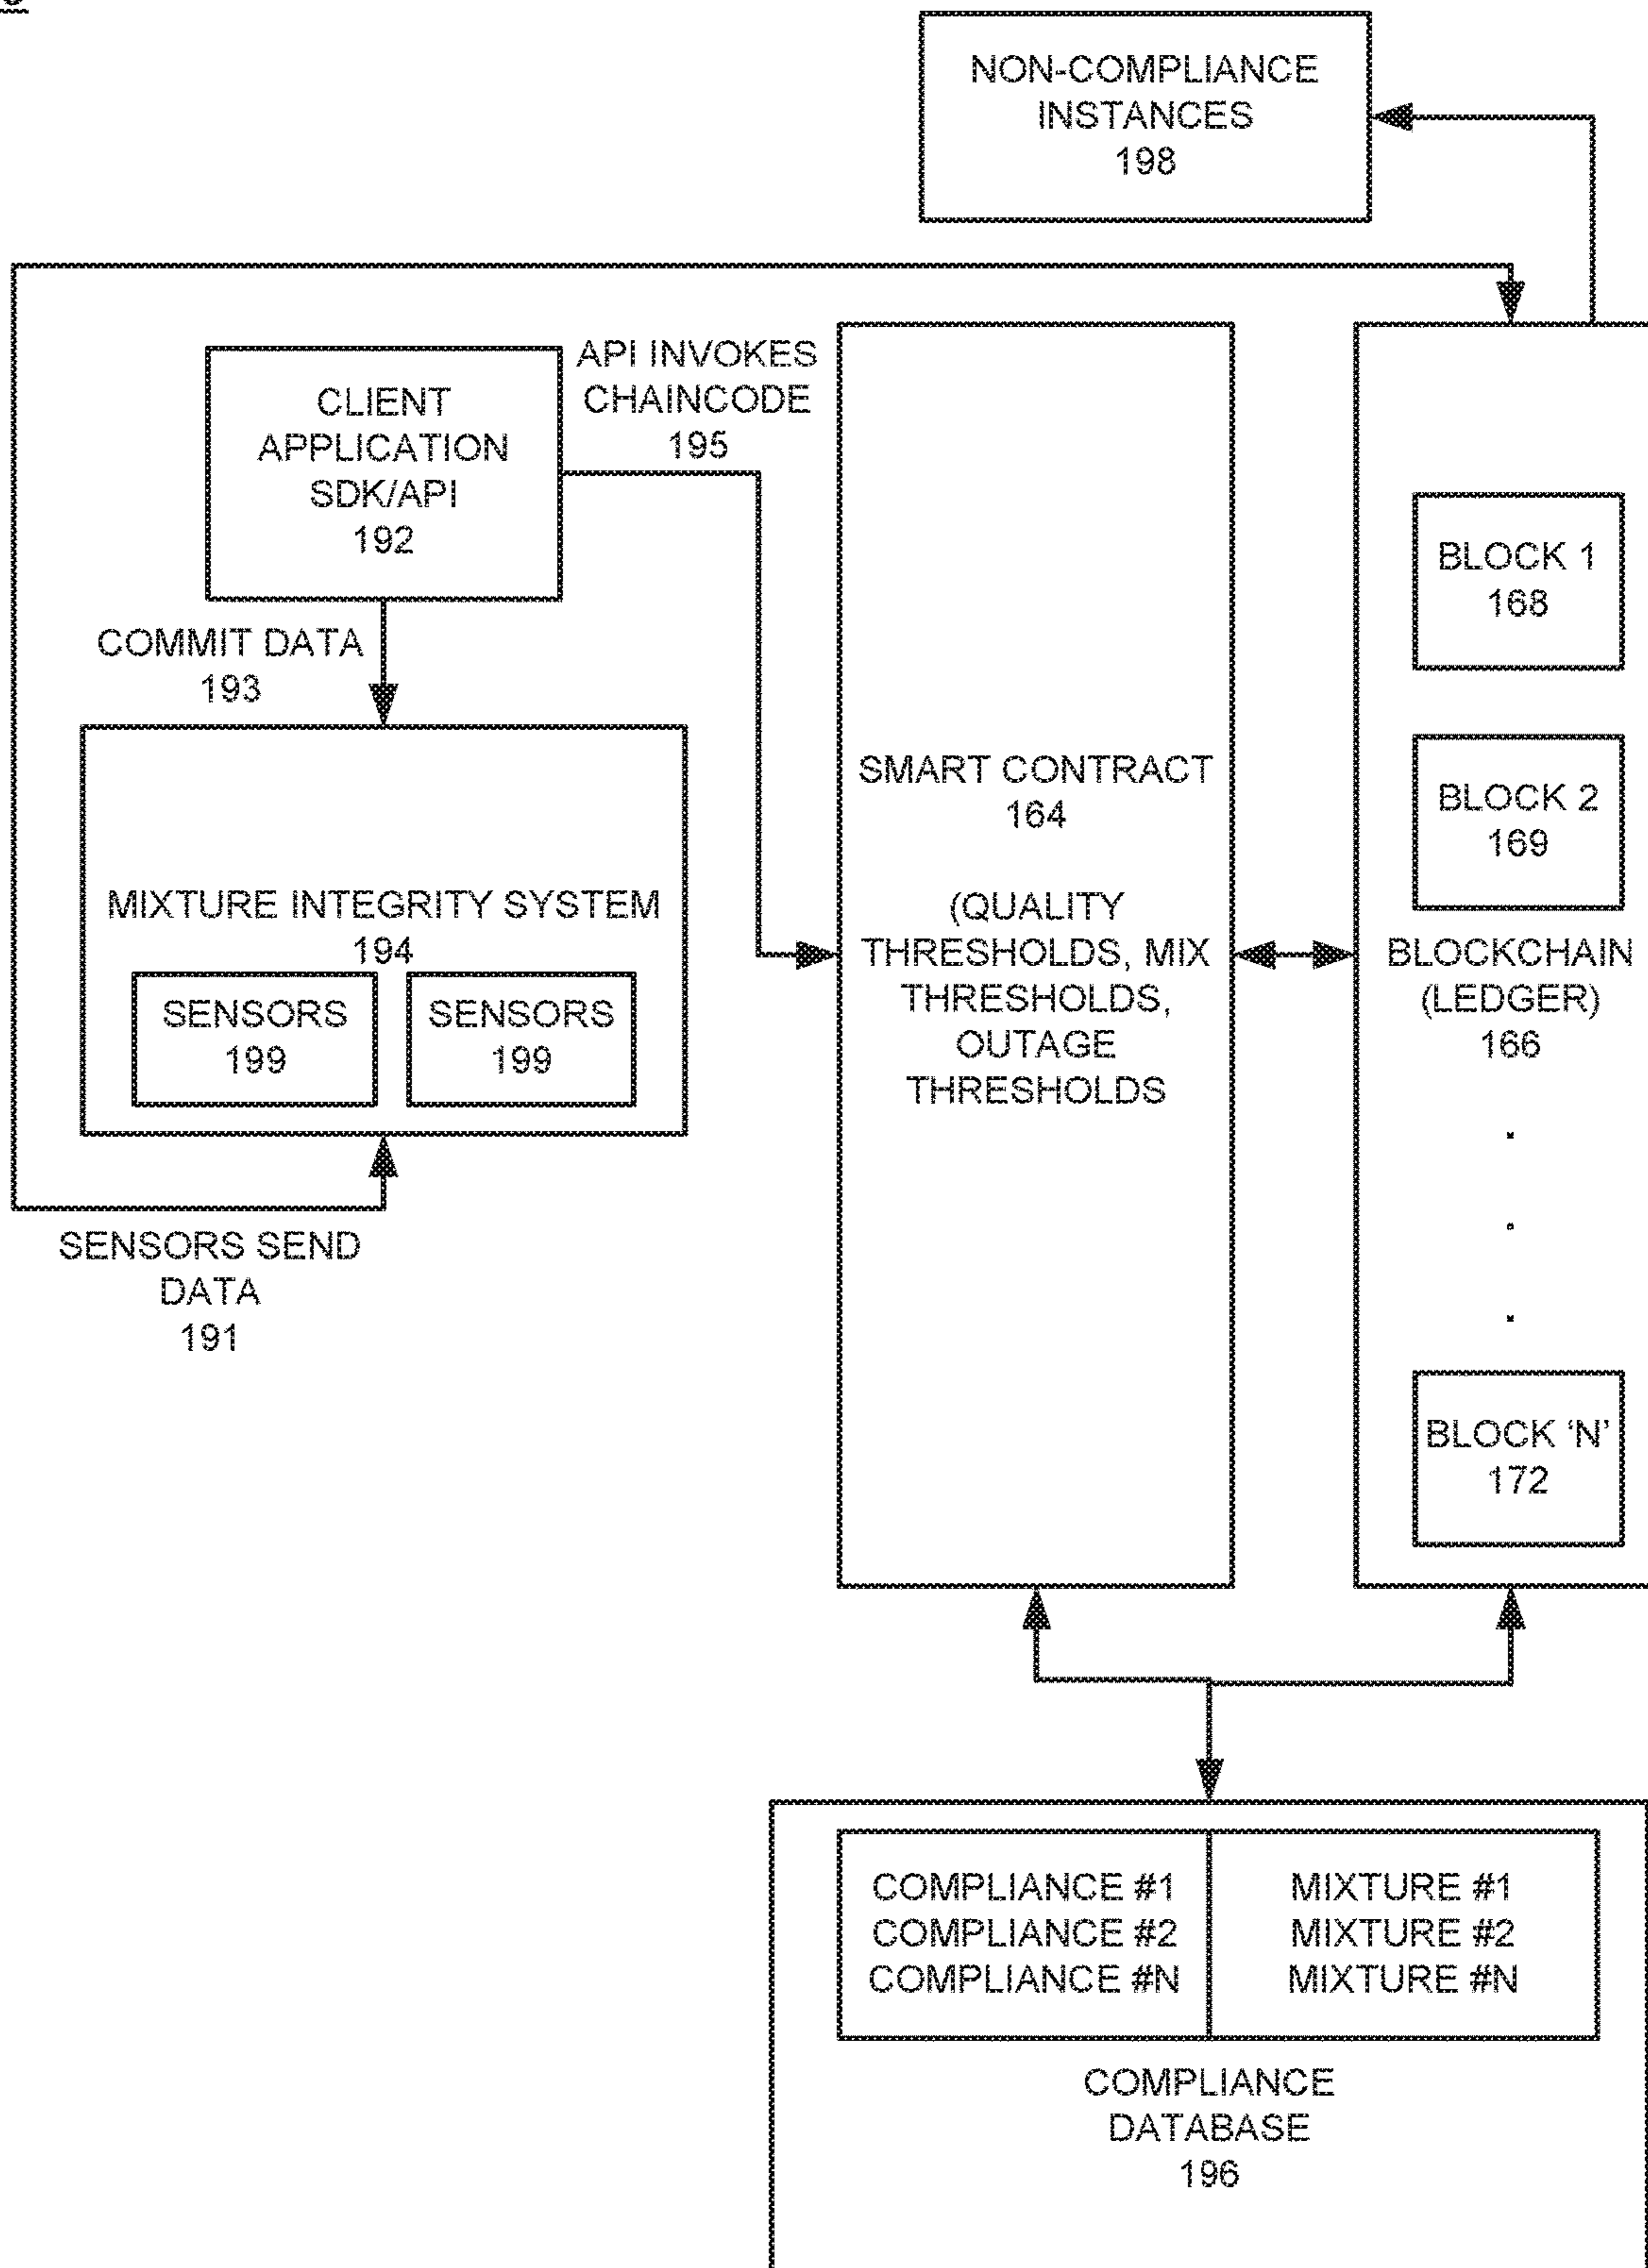 NON-COMPLIANCE
INSTANCES
198
API INVOKES
CHAINCODE
195
CLIENT
APPLICATION
SDK/API
192
COMMIT DATA
193
MIXTURE INTEGRITY SYSTEM
194
SENSORS
199
SENSORS
199
SENSORS SEND
DATA
191
SMART CONTRACT
164
(QUALITY
THRESHOLDS, MIX
THRESHOLDS,
OUTAGE
THRESHOLDS
BLOCK 1
168
BLOCK 2
169
BLOCKCHAIN
(LEDGER)
166
.
.
.
BLOCK ‘N’
172
COMPLIANCE #1
COMPLIANCE #2
COMPLIANCE #N
MIXTURE #1
MIXTURE #2
MIXTURE #N
COMPLIANCE
DATABASE
196